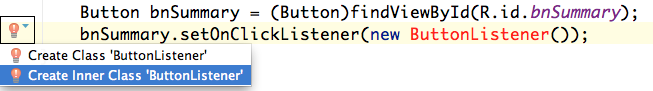 Button bnSummary = (Button)findViewById(R.id.bnSummary);
bnSummary.setOnClickListener(new ButtonListener());
Create Class 'ButtonListener'
Create Inner Class 'ButtonListener'